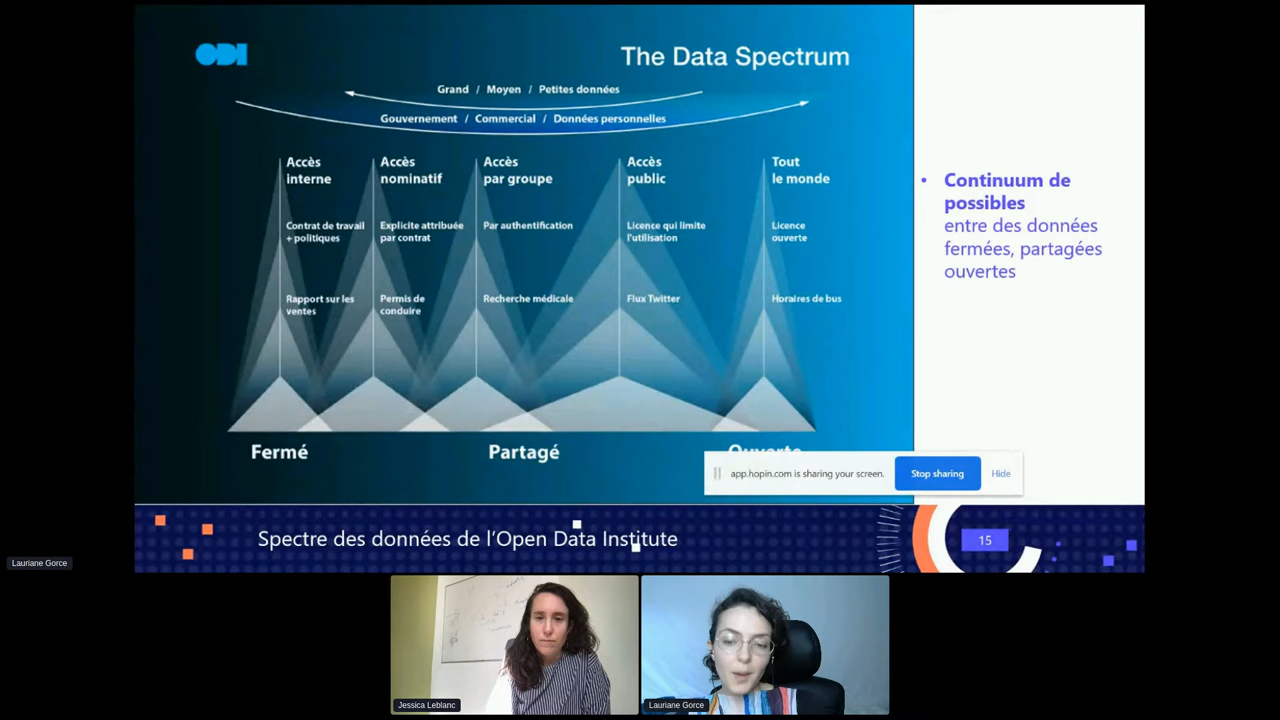 ODI
The Data Spectrum
Grand / Moyen / Petites données
Gouvernement / Commercial / Données personnelles
Accès
interne
Accès
nominatif
Accès
par groupe
Accès
public
Tout
le monde
Contrat de travail
+ politiques
Explicite attribuée
par contrat
Par authentification
Licence qui limite
l'utilisation
Licence
ouverte
Rapport sur les
ventes
Permis de
conduire
Recherche médicale
Flux Twitter
Horaires de bus
Fermé
Partagé
Ouverte
• Continuum de
possibles
entre des données
fermées, partagées
ouvertes
app.hopin.com is sharing your screen.
Stop sharing
Hide
Spectre des données de l'Open Data Institute
15
Lauriane Gorce
Jessica Leblanc
Lauriane Gorce